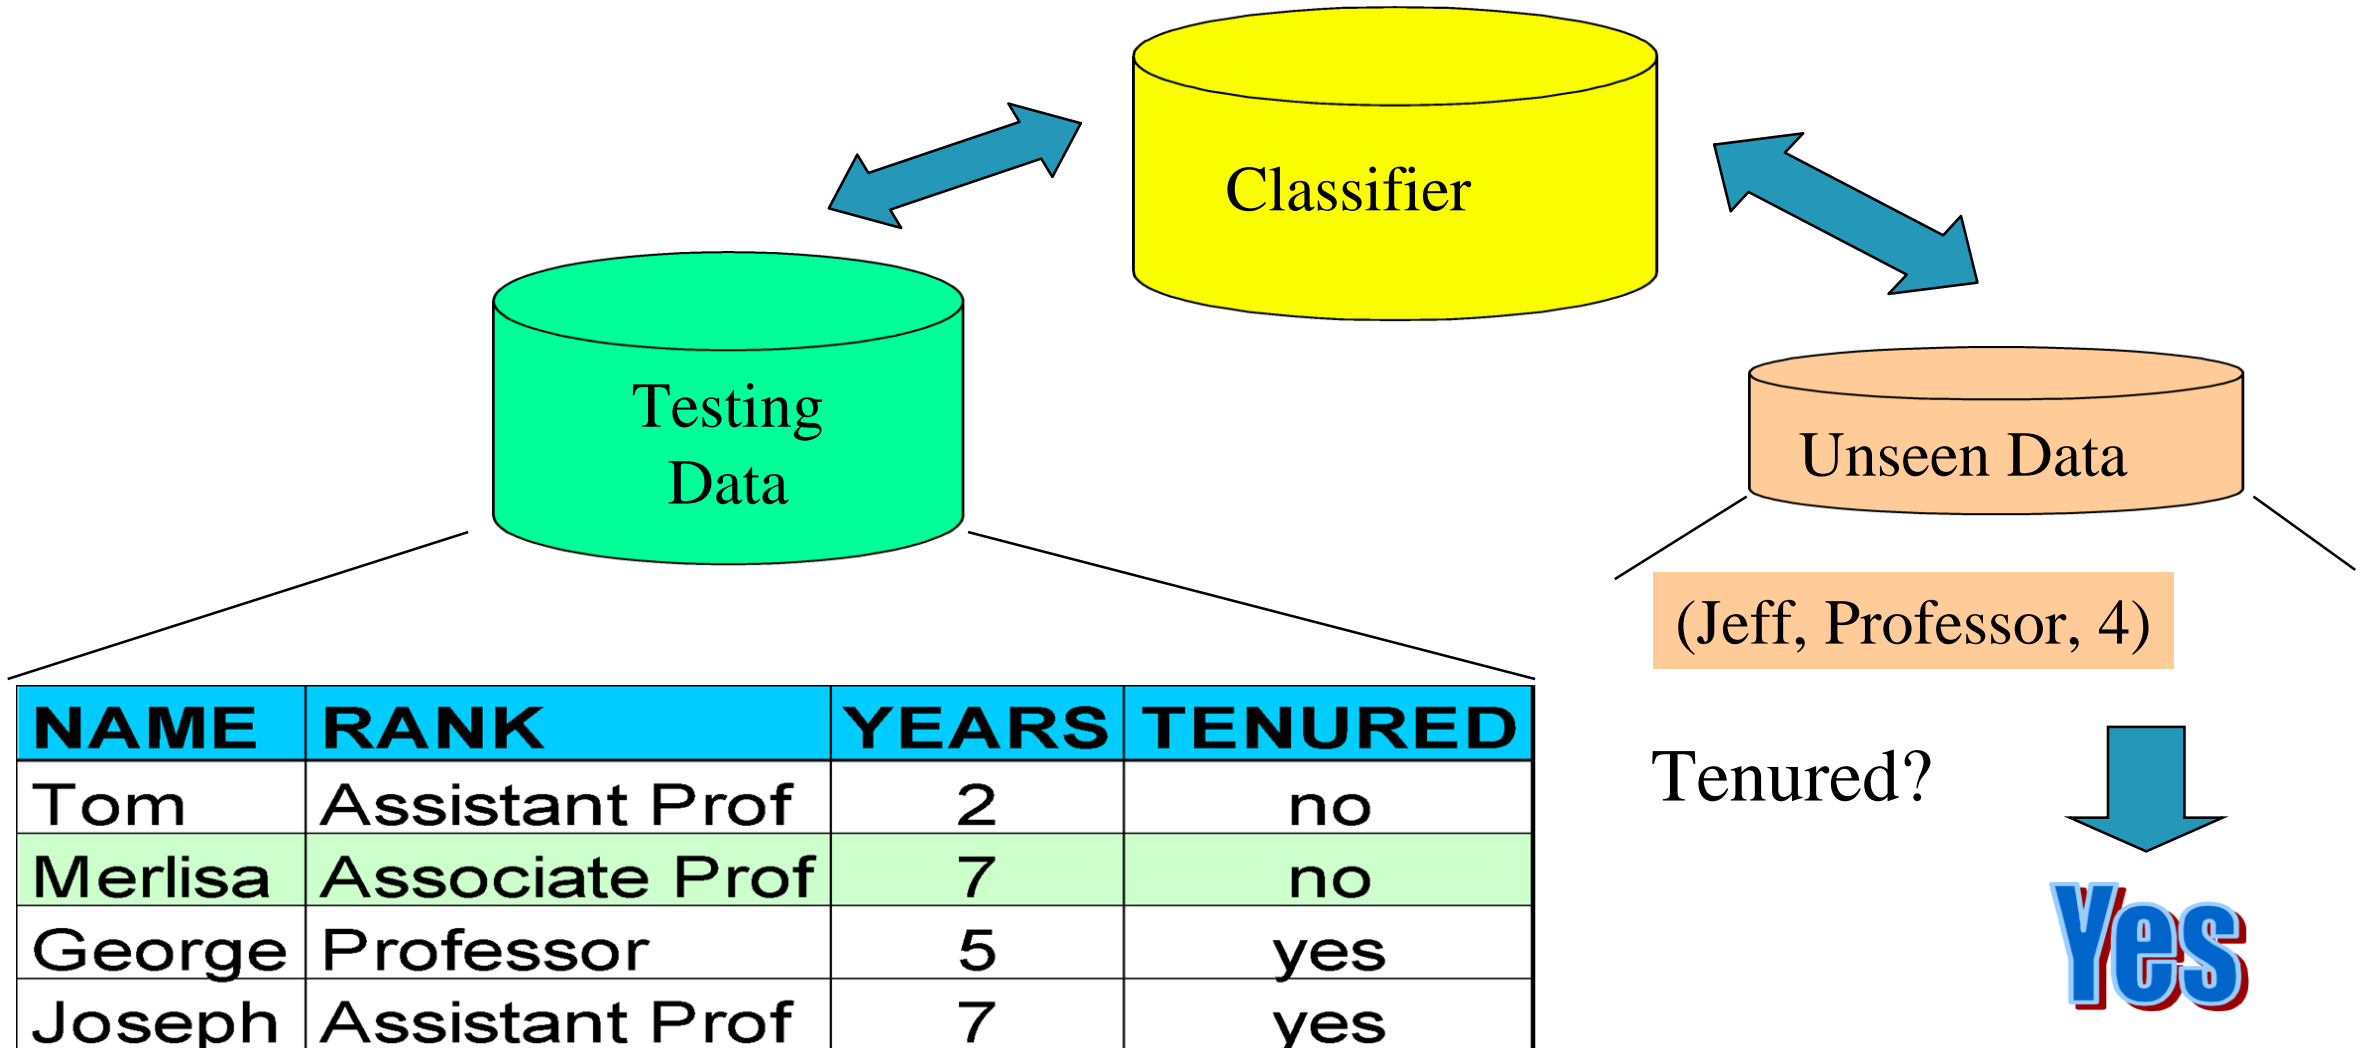 Classifier
Testing
Data
Unseen Data
(Jeff, Professor, 4)
NAME RANK YEARS TENURED
Tom Assistant Prof 2 no
Merlisa Associate Prof 7 no
George Professor 5 yes
Joseph Assistant Prof 7 yes
Tenured?
Yes